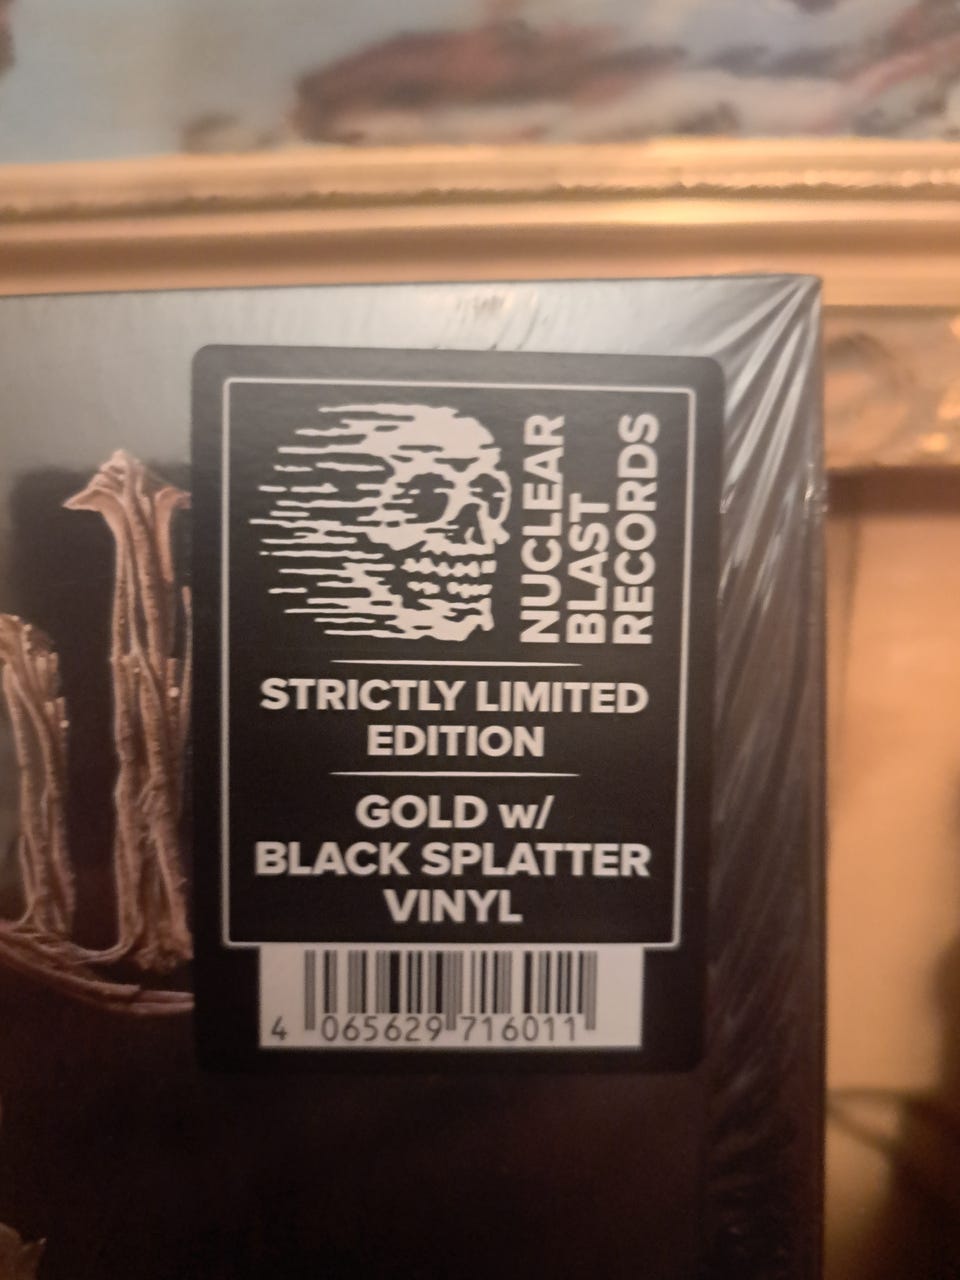 NUCLEAR
BLAST
RECORDS
STRICTLY LIMITED
EDITION
GOLD w/
BLACK SPLATTER
VINYL
4 065629 716011